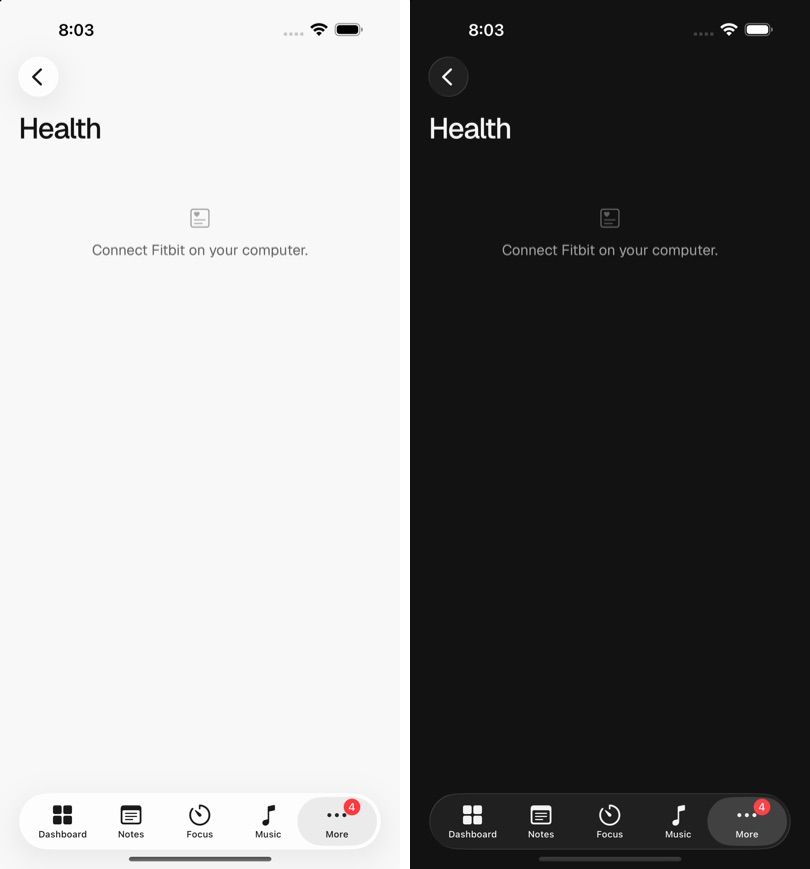 8:03
Health
Connect Fitbit on your computer.
Dashboard
Notes
Focus
Music
4
More
8:03
Health
Connect Fitbit on your computer.
Dashboard
Notes
Focus
Music
4
More